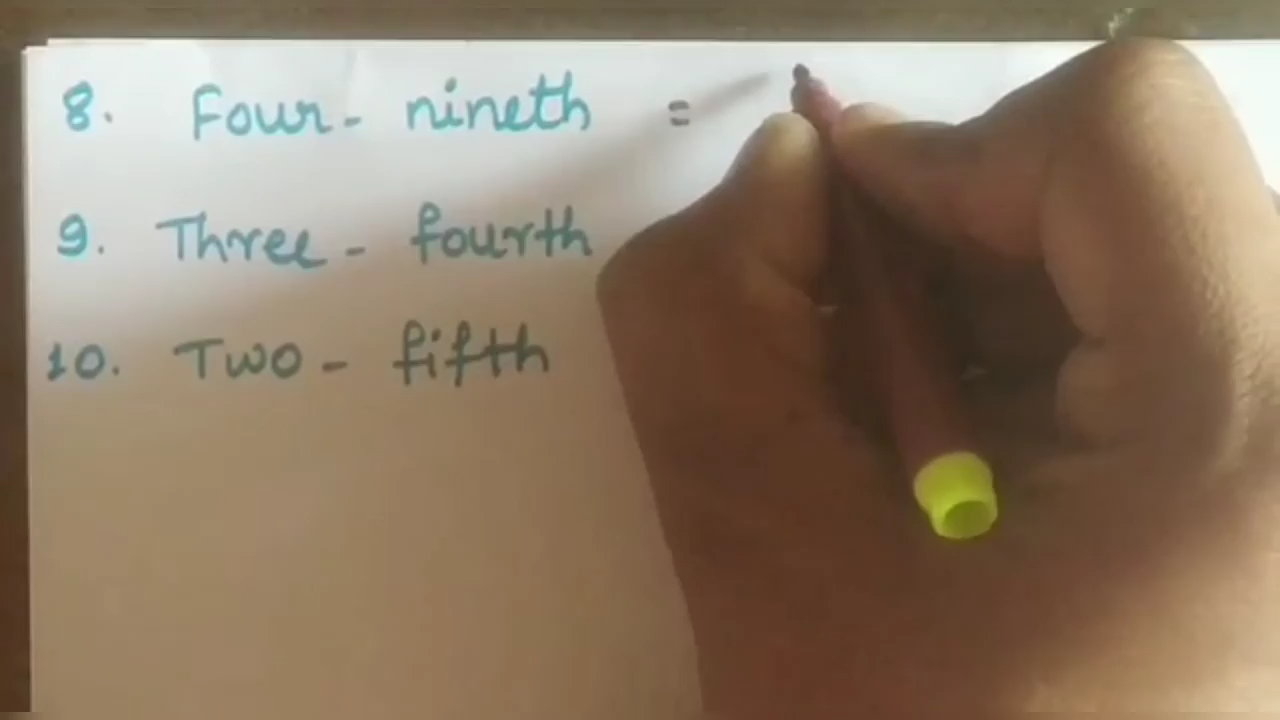 8. Four - nineth =
9. Three - fourth
10. Two - fifth